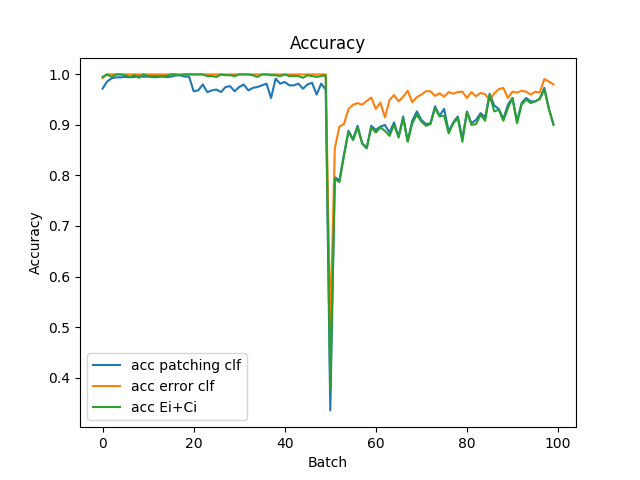 Accuracy
1.0
0.9
0.8
0.7
0.6
0.5
0.4
Accuracy
acc patching clf
acc error clf
acc Ei+Ci
0 20 40 60 80 100
Batch